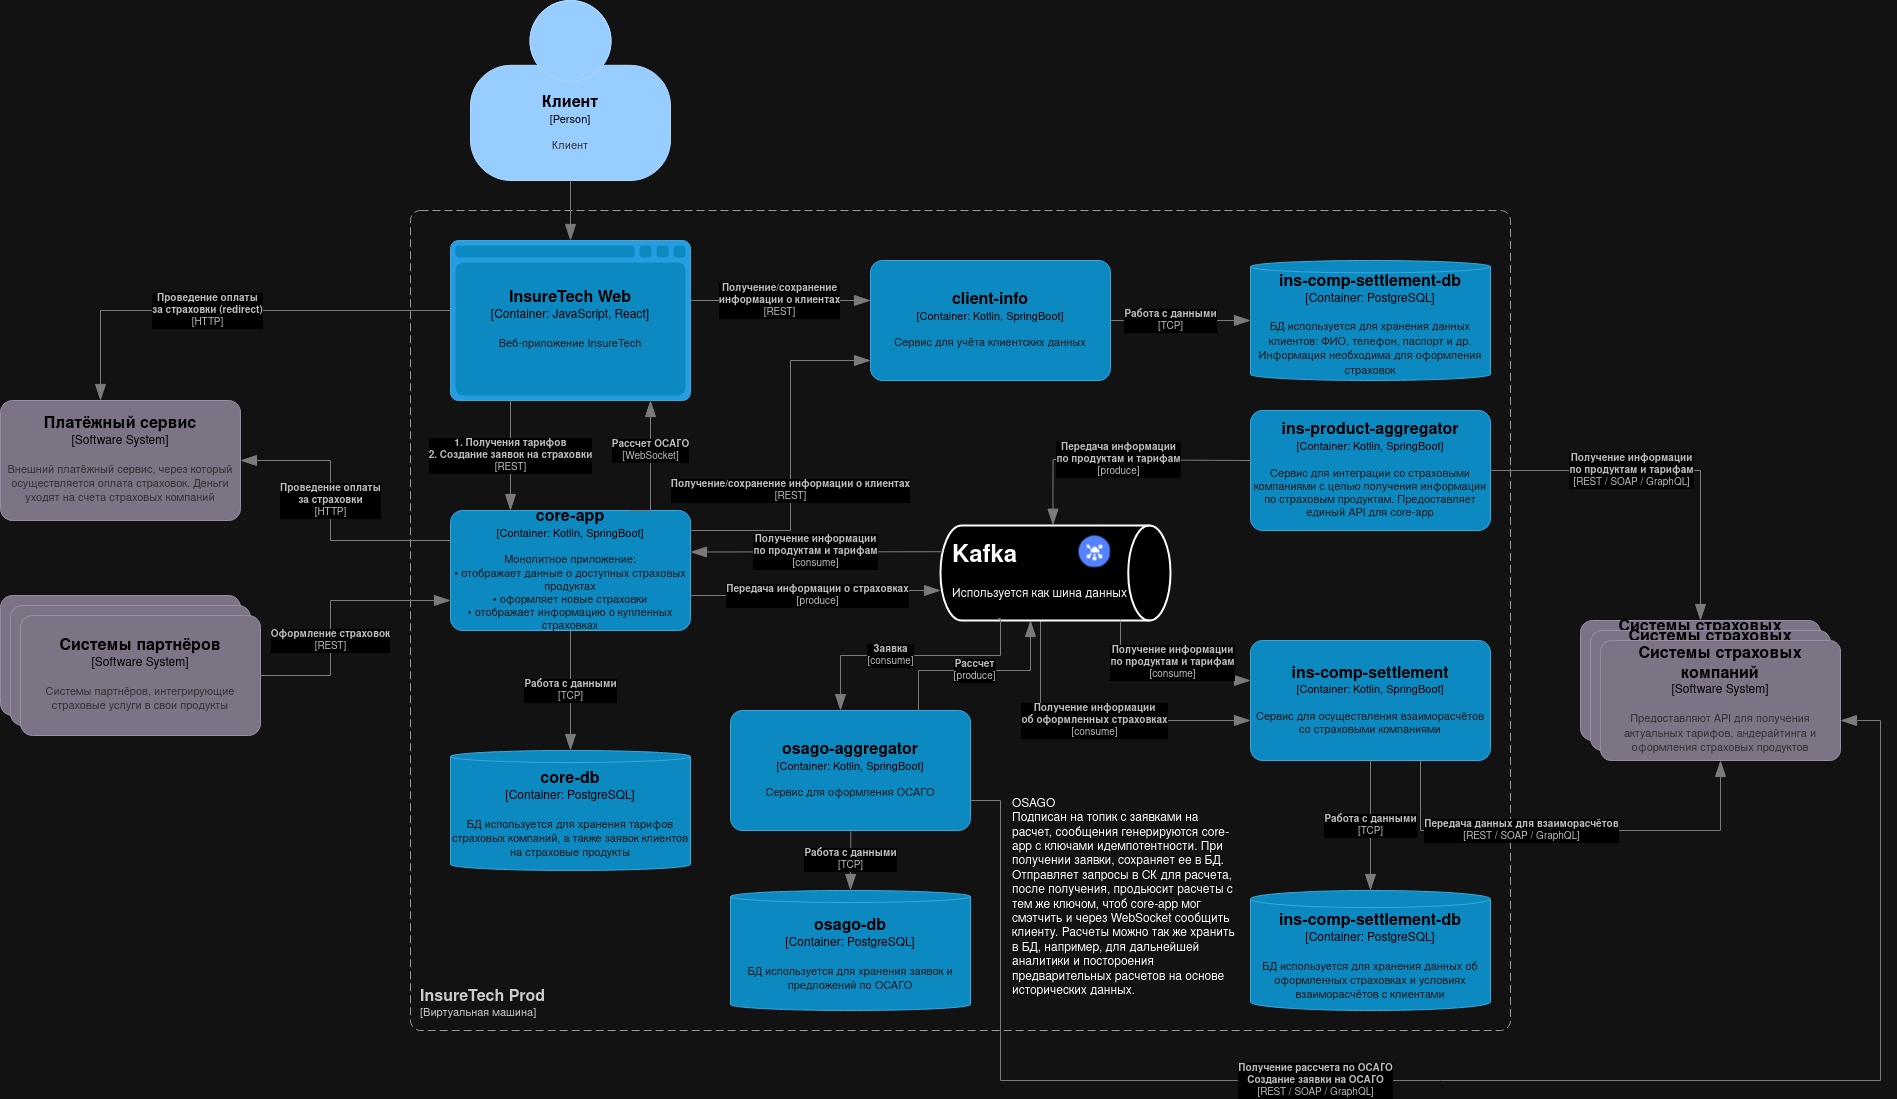 Клиент
[Person]
Клиент
InsureTech Web
[Container: JavaScript, React]
Веб-приложение InsureTech
Получение/сохранение
информации о клиентах
[REST]
client-info
[Container: Kotlin, SpringBoot]
Сервис для учёта клиентских данных
Работа с данными
[TCP]
ins-comp-settlement-db
[Container: PostgreSQL]
БД используется для хранения данных
клиентов: ФИО, телефон, паспорт и др.
Информация необходима для оформления
страховок
Проведение оплаты
за страховки (redirect)
[HTTP]
Платёжный сервис
[Software System]
Внешний платёжный сервис, через который
осуществляется оплата страховок. Деньги
уходят на счета страховых компаний
Проведение оплаты
за страховки
[HTTP]
1. Получения тарифов
2. Создание заявок на страховки
[REST]
Рассчет ОСАГО
[WebSocket]
Получение/сохранение информации о клиентах
[REST]
Передача информации
по продуктам и тарифам
[produce]
ins-product-aggregator
[Container: Kotlin, SpringBoot]
Сервис для интеграции со страховыми
компаниями с целью получения информации
по страховым продуктам. Предоставляет
единый API для core-app
Получение информации
по продуктам и тарифам
[REST / SOAP / GraphQL]
core-app
[Container: Kotlin, SpringBoot]
Монолитное приложение:
• отображает данные о доступных страховых
продуктах
• оформляет новые страховки
• отображает информацию о купленных
страховках
Получение информации
по продуктам и тарифам
[consume]
Передача информации о страховках
[produce]
Kafka
Используется как шина данных
Системы партнёров
[Software System]
Системы партнёров, интегрирующие
страховые услуги в свои продукты
Оформление страховок
[REST]
Заявка
[consume]
Рассчет
[produce]
Получение информации
по продуктам и тарифам
[consume]
Получение информации
об оформленных страховках
[consume]
ins-comp-settlement
[Container: Kotlin, SpringBoot]
Сервис для осуществления взаиморасчётов
со страховыми компаниями
Системы страховых
Системы страховых
Системы страховых
компаний
[Software System]
Предоставляют API для получения
актуальных тарифов, андерайтинга и
оформления страховых продуктов
Работа с данными
[TCP]
core-db
[Container: PostgreSQL]
БД используется для хранения тарифов
страховых компаний, а также заявок клиентов
на страховые продукты
osago-aggregator
[Container: Kotlin, SpringBoot]
Сервис для оформления ОСАГО
Работа с данными
[TCP]
osago-db
[Container: PostgreSQL]
БД используется для хранения заявок и
предложений по ОСАГО
OSAGO
Подписан на топик с заявками на
расчет, сообщения генерируются core-
app с ключами идемпотентности. При
получении заявки, сохраняет ее в БД.
Отправляет запросы в СК для расчета,
после получения, продьюсит расчеты с
тем же ключом, чтоб core-app мог
смэтчить и через WebSocket сообщить
клиенту. Расчеты можно так же хранить
в БД, например, для дальнейшей
аналитики и посторения
предварительных расчетов на основе
исторических данных.
Работа с данными
[TCP]
Передача данных для взаиморасчётов
[REST / SOAP / GraphQL]
ins-comp-settlement-db
[Container: PostgreSQL]
БД используется для хранения данных об
оформленных страховках и условиях
взаиморасчётов с клиентами
InsureTech Prod
[Виртуальная машина]
Получение рассчета по ОСАГО
Создание заявки на ОСАГО
[REST / SOAP / GraphQL]